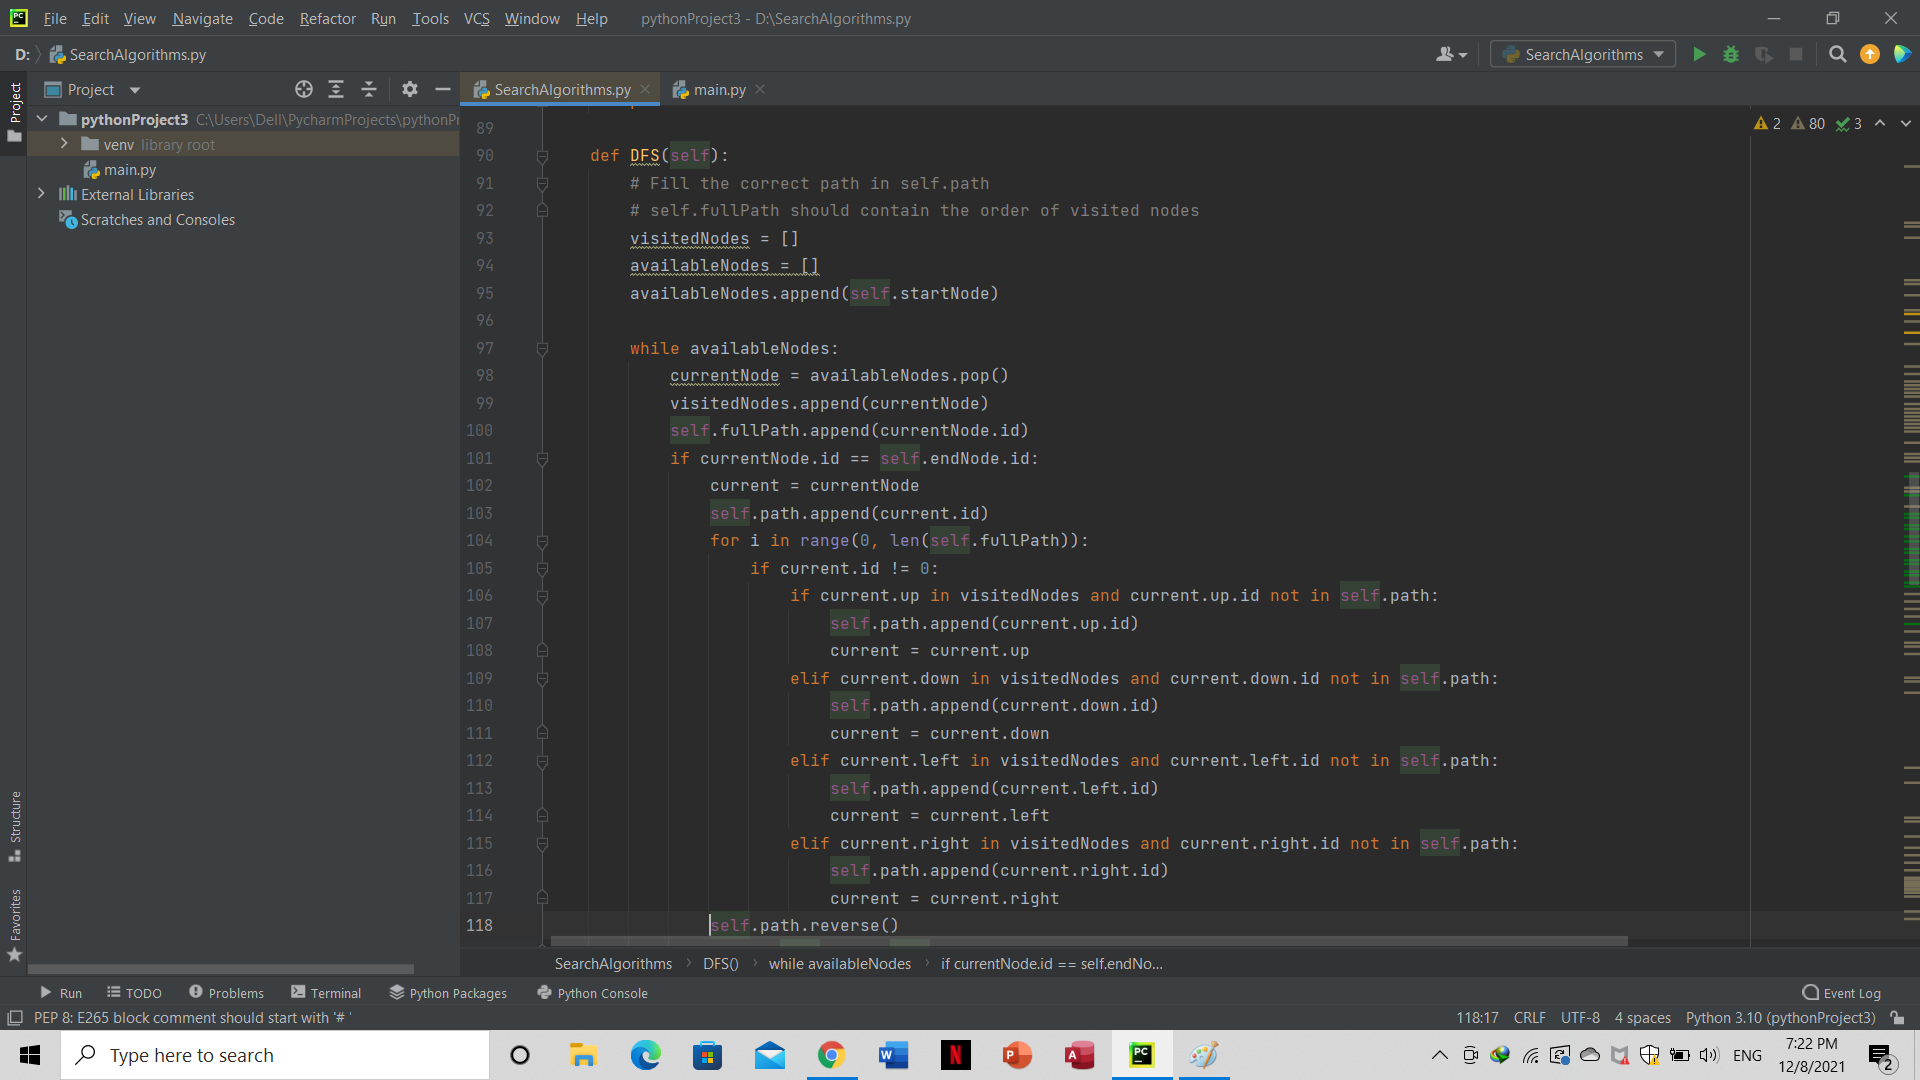 File Edit View Navigate Code Refactor Run Tools VCS Window Help pythonProject3 - D:\SearchAlgorithms.py
D: SearchAlgorithms.py SearchAlgorithms
Project SearchAlgorithms.py main.py
Project
pythonProject3 C:\Users\Dell\PycharmProjects\pythonP
venv library root
main.py
External Libraries
Scratches and Consoles
2 80 3
89
90 def DFS(self):
91 # Fill the correct path in self.path
92 # self.fullPath should contain the order of visited nodes
93 visitedNodes = []
94 availableNodes = []
95 availableNodes.append(self.startNode)
96
97 while availableNodes:
98 currentNode = availableNodes.pop()
99 visitedNodes.append(currentNode)
100 self.fullPath.append(currentNode.id)
101 if currentNode.id == self.endNode.id:
102 current = currentNode
103 self.path.append(current.id)
104 for i in range(0, len(self.fullPath)):
105 if current.id != 0:
106 if current.up in visitedNodes and current.up.id not in self.path:
107 self.path.append(current.up.id)
108 current = current.up
109 elif current.down in visitedNodes and current.down.id not in self.path:
110 self.path.append(current.down.id)
111 current = current.down
112 elif current.left in visitedNodes and current.left.id not in self.path:
113 self.path.append(current.left.id)
114 current = current.left
115 elif current.right in visitedNodes and current.right.id not in self.path:
116 self.path.append(current.right.id)
117 current = current.right
118 self.path.reverse()
Structure
Favorites
SearchAlgorithms DFS() while availableNodes if currentNode.id == self.endNo...
Run TODO Problems Terminal Python Packages Python Console Event Log
PEP 8: E265 block comment should start with '# ' 118:17 CRLF UTF-8 4 spaces Python 3.10 (pythonProject3)
Type here to search ENG 7:22 PM
12/8/2021 2